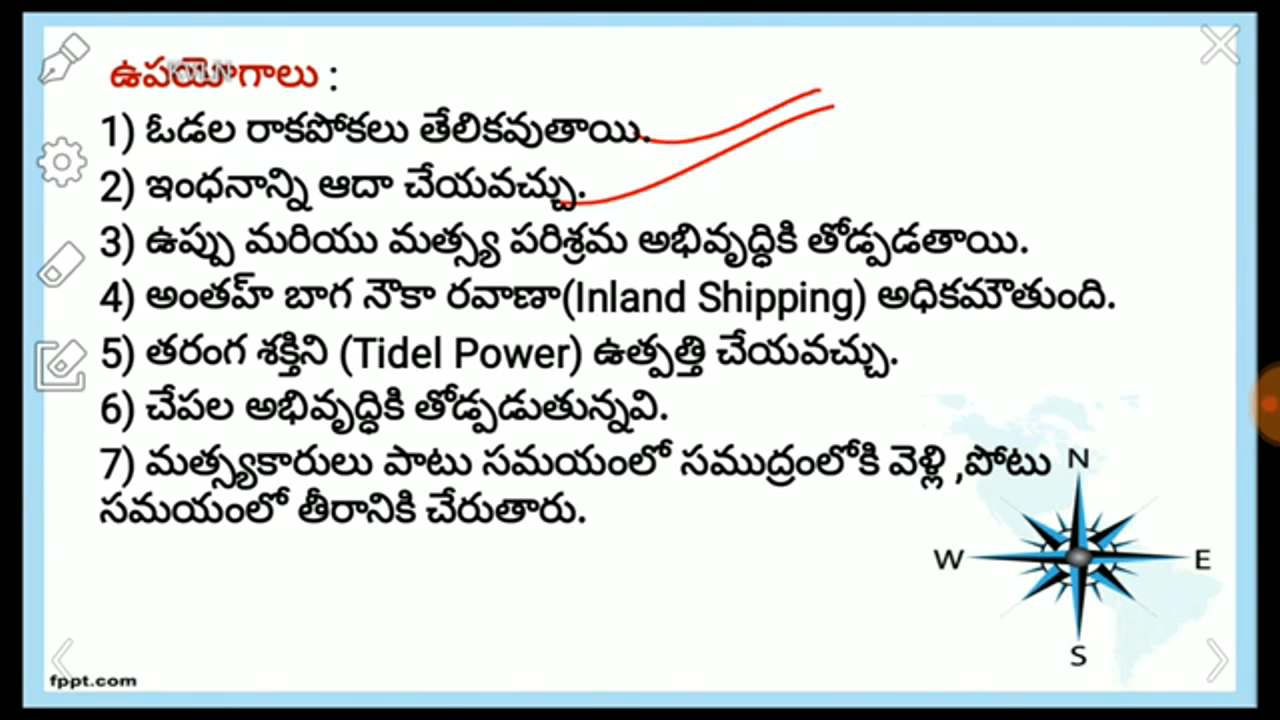 ఉపయోగాలు :
1) ఓడల రాకపోకలు తేలికవుతాయి.
2) ఇంధనాన్ని ఆదా చేయవచ్చు.
3) ఉప్పు మరియు మత్స్య పరిశ్రమ అభివృద్ధికి తోడ్పడతాయి.
4) అంతహ్ బాగ నౌకా రవాణా(Inland Shipping) అధికమౌతుంది.
5) తరంగ శక్తిని (Tidel Power) ఉత్పత్తి చేయవచ్చు.
6) చేపల అభివృద్ధికి తోడ్పడుతున్నవి.
7) మత్స్యకారులు పాటు సమయంలో సముద్రంలోకి వెళ్లి ,పోటు
సమయంలో తీరానికి చేరుతారు.
N
W E
S
fppt.com